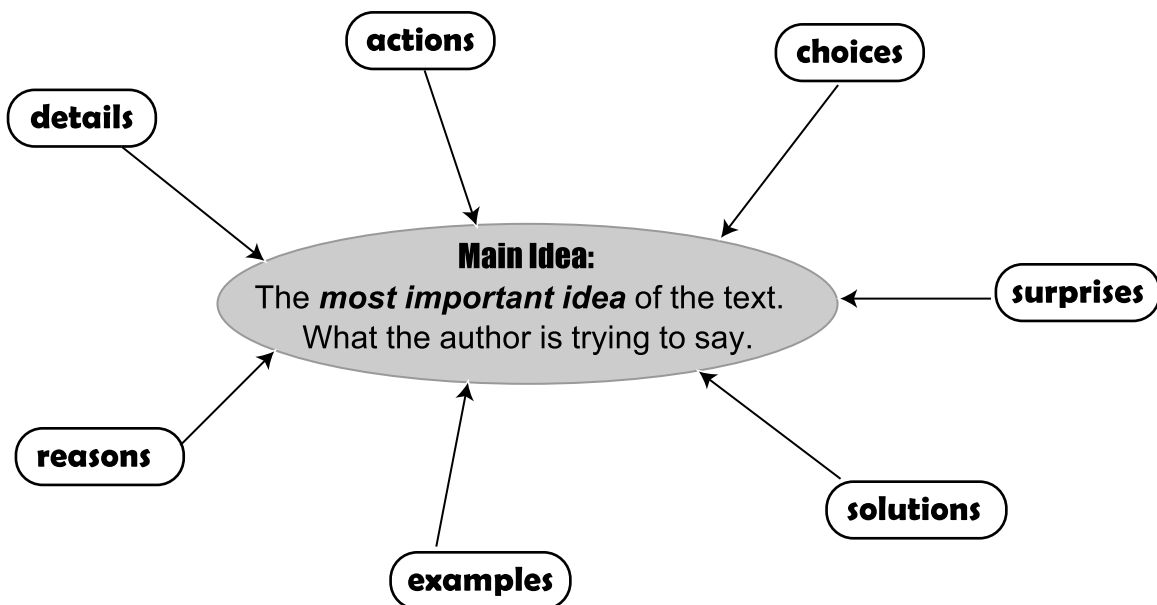 actions
choices
details
Main Idea:
The most important idea of the text.
What the author is trying to say.
surprises
reasons
solutions
examples